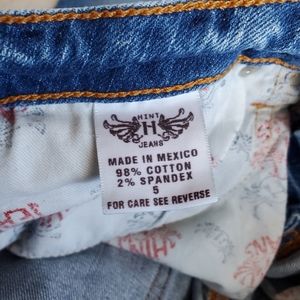 HINT
H
JEANS
MADE IN MEXICO
98% COTTON
2% SPANDEX
5
FOR CARE SEE REVERSE